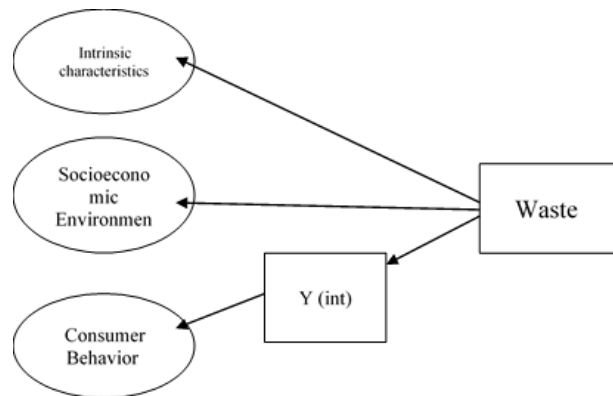 Intrinsic
characteristics
Socioecono
mic
Environmen
Waste
Y (int)
Consumer
Behavior